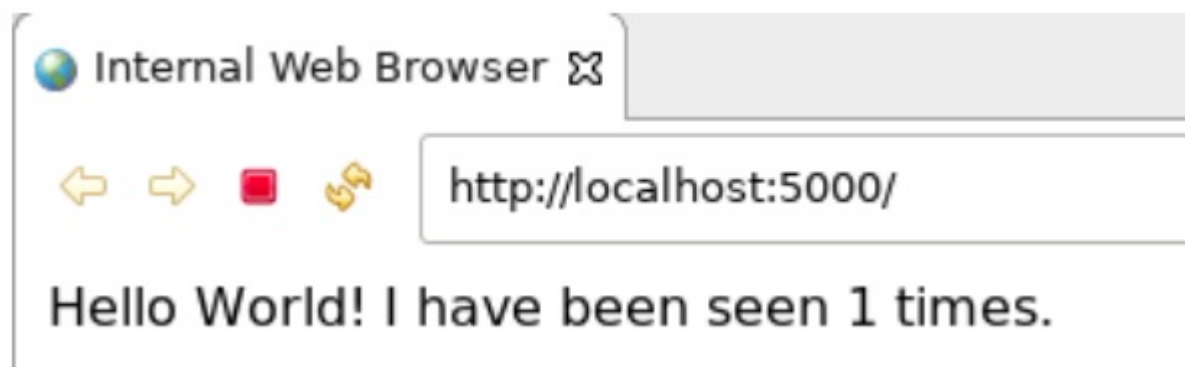 Internal Web Browser
http://localhost:5000/
Hello World! I have been seen 1 times.